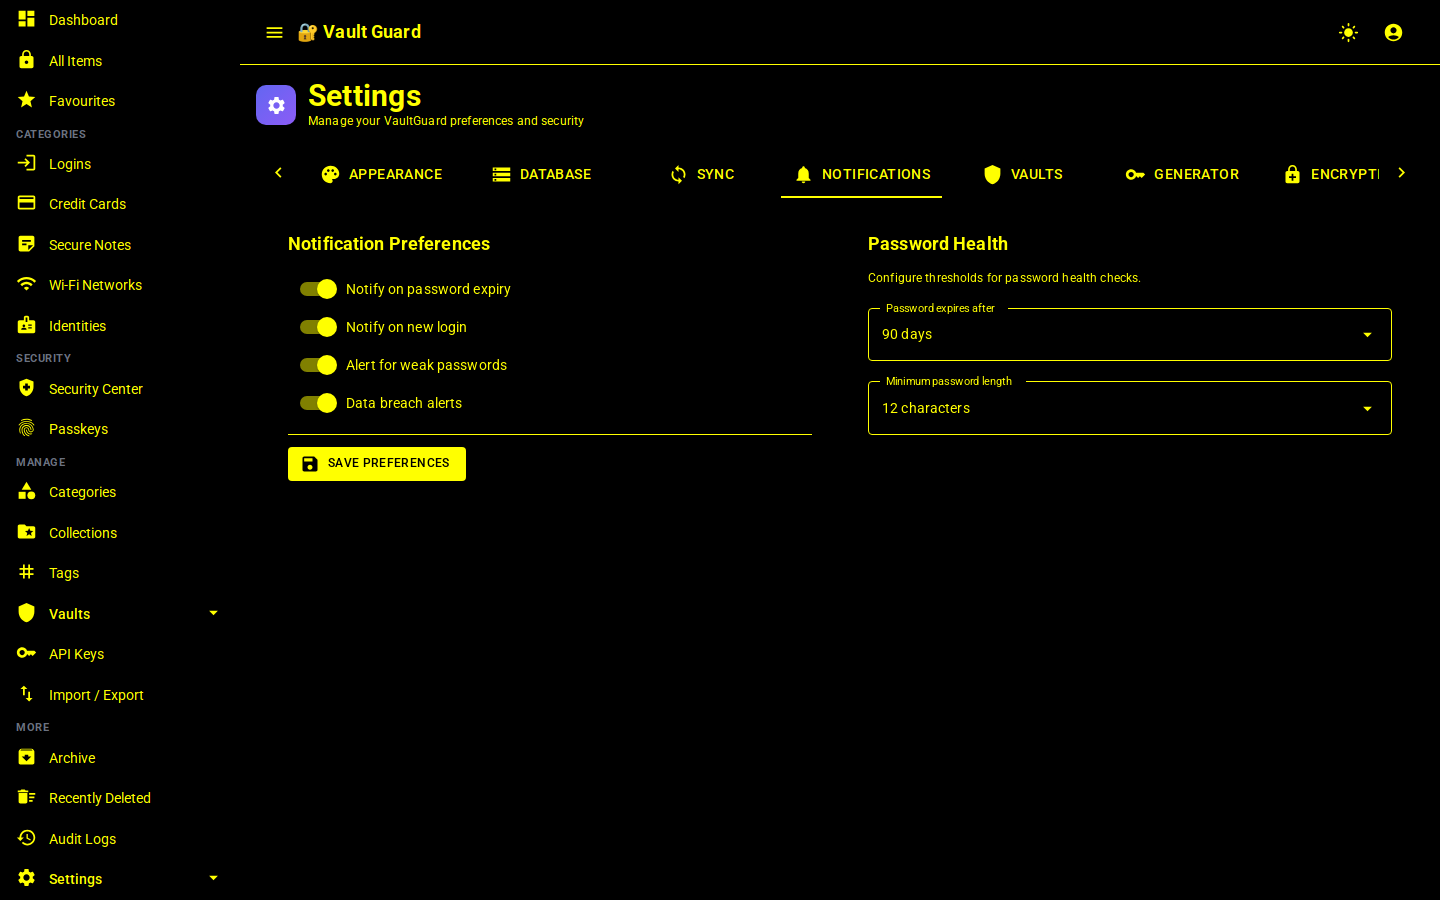 Dashboard
All Items
Favourites
CATEGORIES
Logins
Credit Cards
Secure Notes
Wi-Fi Networks
Identities
SECURITY
Security Center
Passkeys
MANAGE
Categories
Collections
Tags
Vaults
API Keys
Import / Export
MORE
Archive
Recently Deleted
Audit Logs
Settings
Vault Guard
Settings
Manage your VaultGuard preferences and security
APPEARANCE
DATABASE
SYNC
NOTIFICATIONS
VAULTS
GENERATOR
ENCRYPTI
Notification Preferences
Notify on password expiry
Notify on new login
Alert for weak passwords
Data breach alerts
SAVE PREFERENCES
Password Health
Configure thresholds for password health checks.
Password expires after
90 days
Minimum password length
12 characters